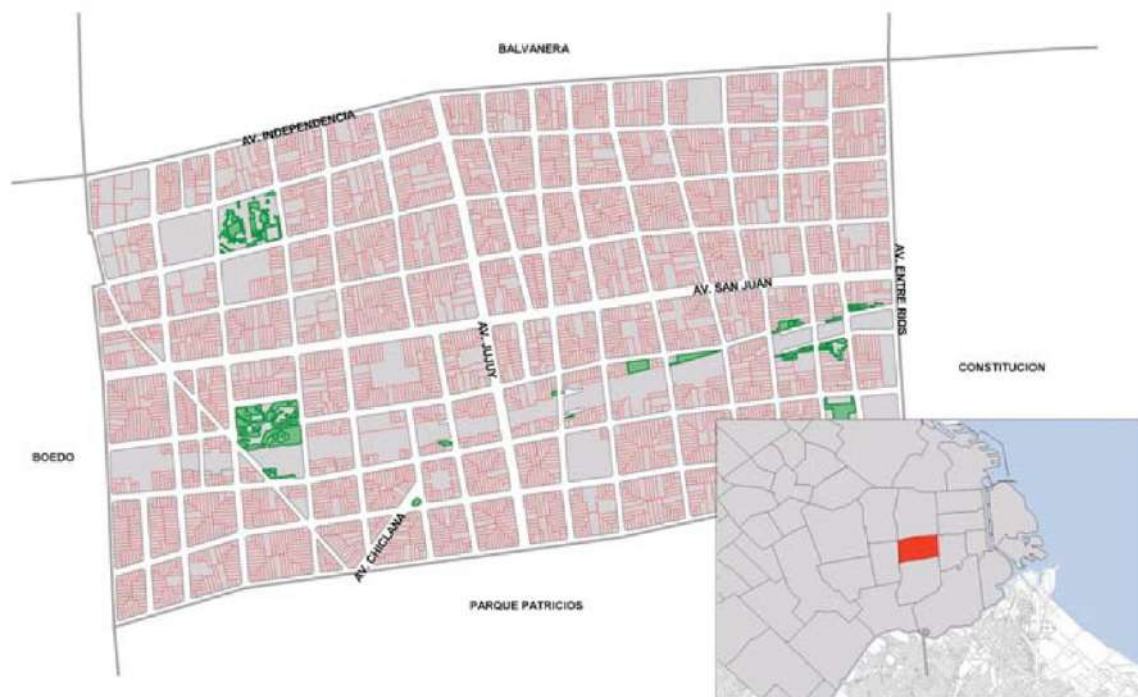 BALVANERA
AV. INDEPENDENCIA
AV. SAN JUAN
AV. ENTRE RIOS
AV. JUJUY
CONSTITUCION
BOEDO
AV. CHICLANA
PARQUE PATRICIOS